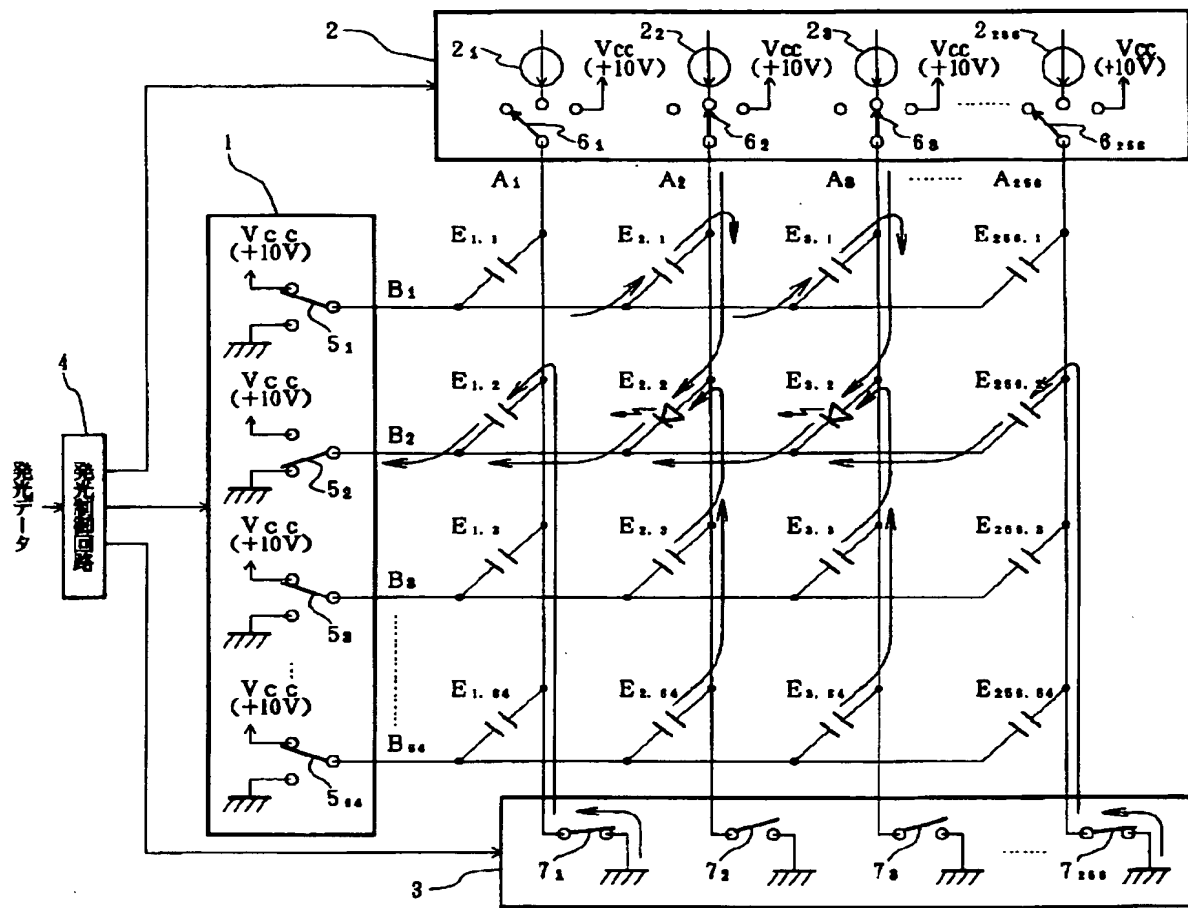 2
2₁
Vcc
(+10V)
2₂
Vcc
(+10V)
2₃
Vcc
(+10V)
2₂₅₆
Vcc
(+10V)
6₁
6₂
6₃
6₂₅₆
1
A₁
A₂
A₃
A₂₅₆
Vcc
(+10V)
B₁
5₁
E₁.₁
E₂.₁
E₃.₁
E₂₅₆.₁
4
発光データ
発光制御回路
Vcc
(+10V)
B₂
5₂
E₁.₂
E₂.₂
E₃.₂
E₂₅₆.₂
Vcc
(+10V)
B₃
5₃
E₁.₃
E₂.₃
E₃.₃
E₂₅₆.₃
Vcc
(+10V)
B₆₄
5₆₄
E₁.₆₄
E₂.₆₄
E₃.₆₄
E₂₅₆.₆₄
3
7₁
7₂
7₃
7₂₅₆